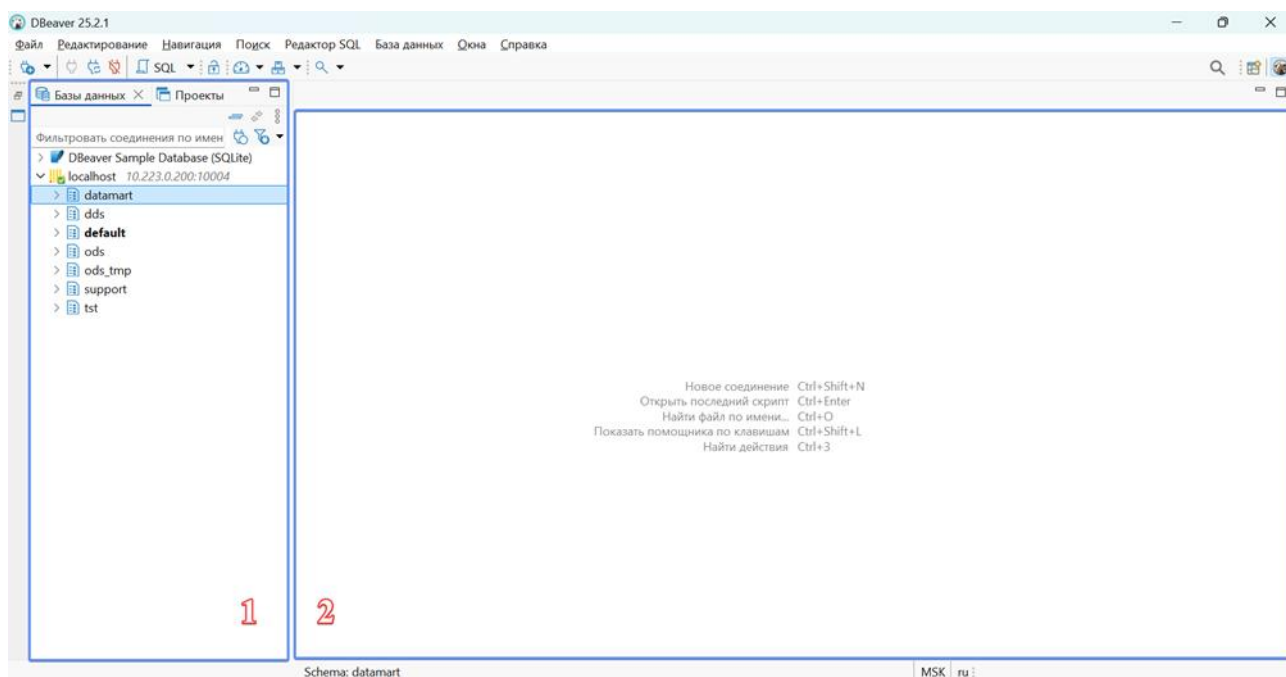 DBeaver 25.2.1
Файл Редактирование Навигация Поиск Редактор SQL База данных Окна Справка
SQL
Базы данных Проекты
Фильтровать соединения по имен
DBeaver Sample Database (SQLite)
localhost 10.223.0.200:10004
datamart
dds
default
ods
ods_tmp
support
tst
Новое соединение Ctrl+Shift+N
Открыть последний скрипт Ctrl+Enter
Найти файл по имени... Ctrl+O
Показать помощника по клавишам Ctrl+Shift+L
Найти действия Ctrl+3
1 2
Schema: datamart MSK ru